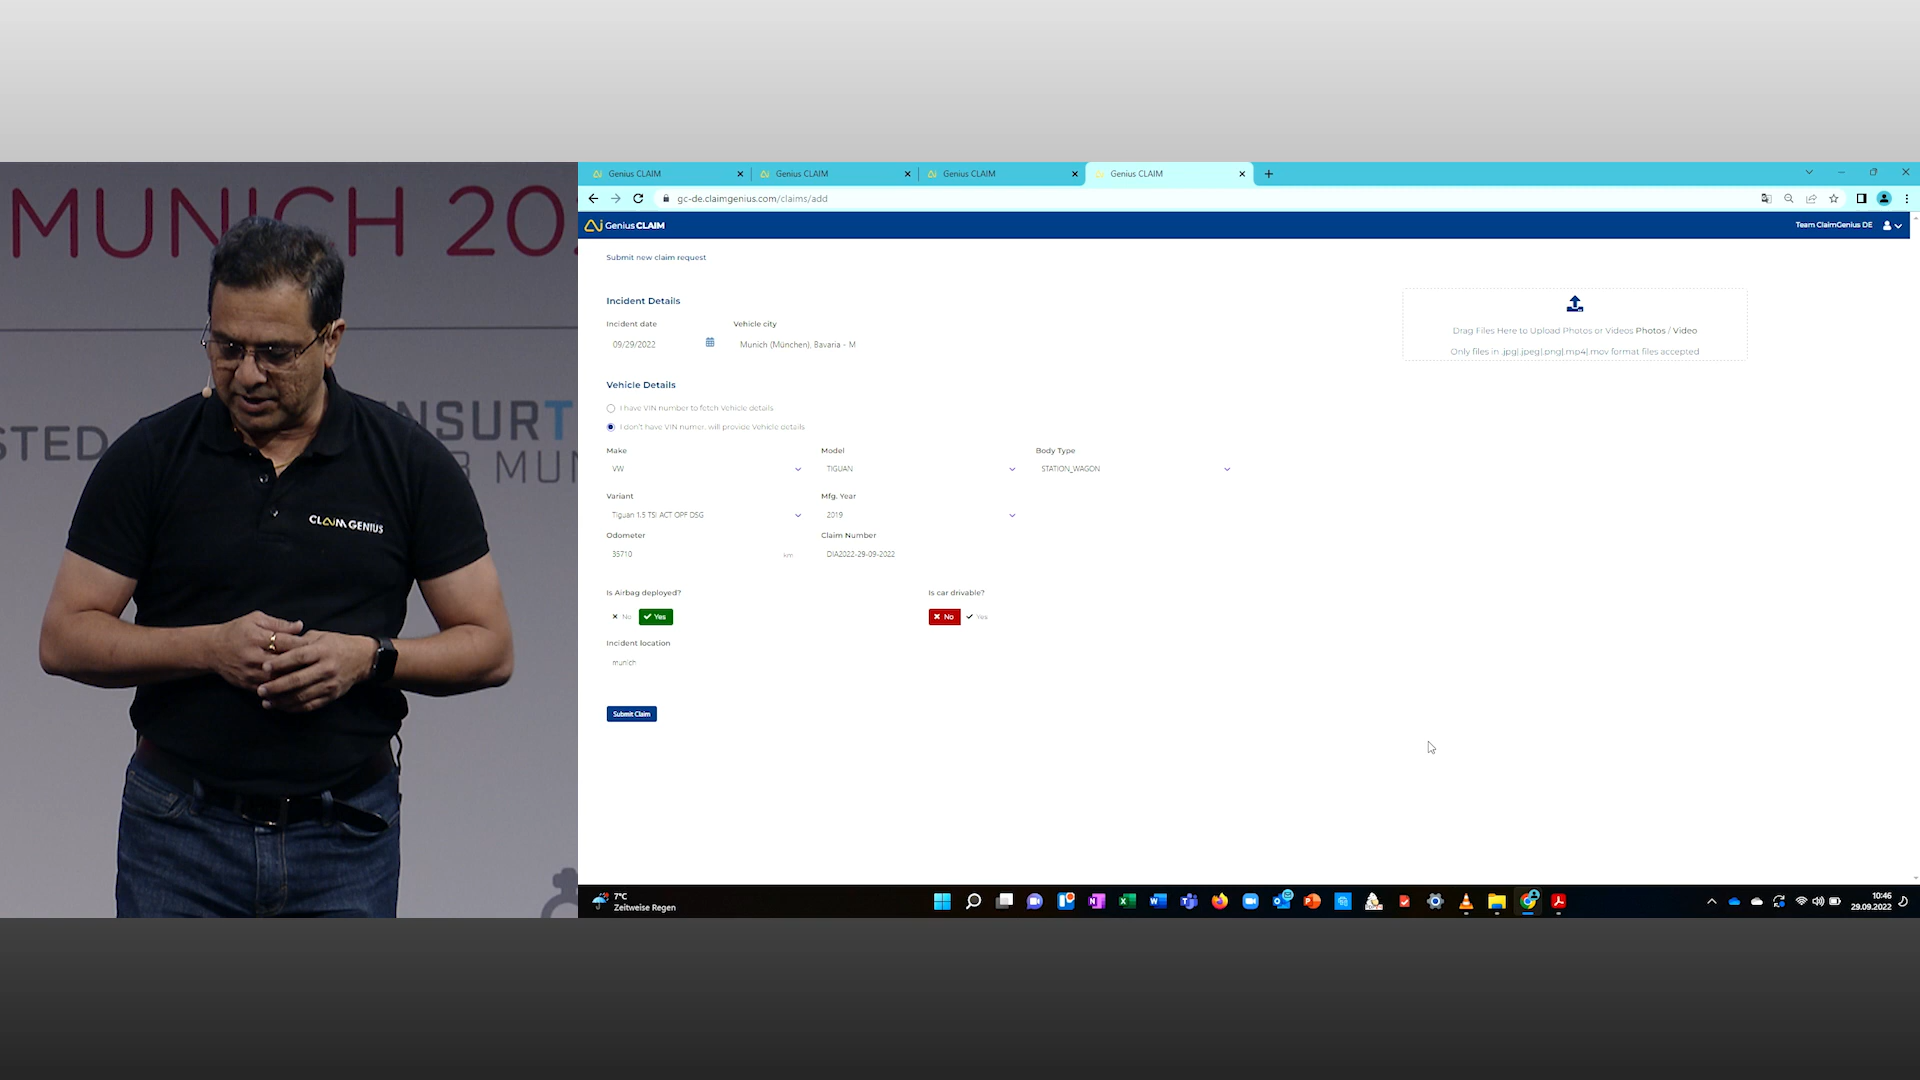 MUNICH 20
STED
NSURT
B MUN
CLAIM GENIUS
Genius CLAIM
Genius CLAIM
Genius CLAIM
Genius CLAIM
gc-de.claimgenius.com/claims/add
Genius CLAIM
Team ClaimGenius DE
Submit new claim request
Incident Details
Incident date
Vehicle city
09/29/2022
Munich (München), Bavaria - M
Drag Files Here to Upload Photos or Videos Photos / Video
Only files in .jpg|.jpeg|.png|.mp4|.mov format files accepted
Vehicle Details
I have VIN number to fetch Vehicle details
I don't have VIN numer, will provide Vehicle details
Make
Model
Body Type
VW
TIGUAN
STATION_WAGON
Variant
Mfg. Year
Tiguan 1.5 TSI ACT OPF DSG
2019
Odometer
Claim Number
35710
km
DIA2022-29-09-2022
Is Airbag deployed?
Is car drivable?
No
Yes
No
Yes
Incident location
munich
Submit Claim
7°C
Zeitweise Regen
10:46
29.09.2022